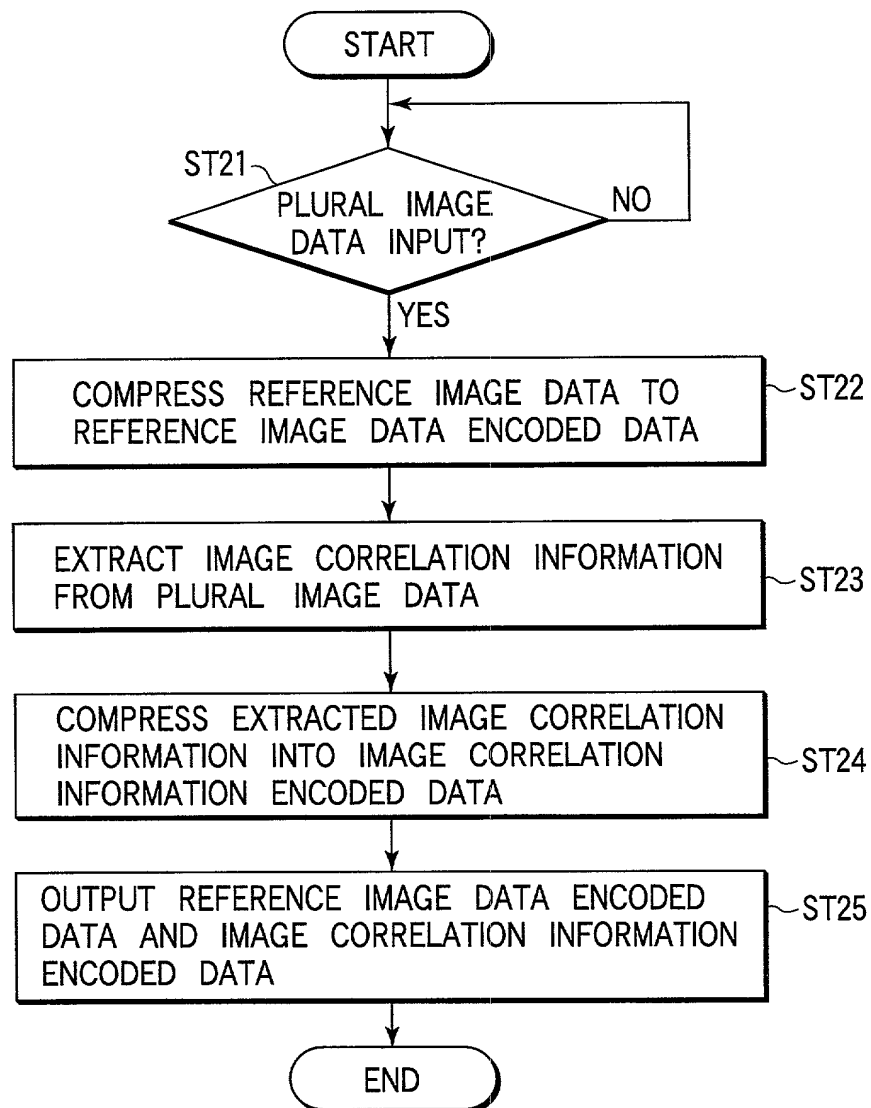 START
ST21
PLURAL IMAGE
DATA INPUT?
NO
YES
COMPRESS REFERENCE IMAGE DATA TO
REFERENCE IMAGE DATA ENCODED DATA
ST22
EXTRACT IMAGE CORRELATION INFORMATION
FROM PLURAL IMAGE DATA
ST23
COMPRESS EXTRACTED IMAGE CORRELATION
INFORMATION INTO IMAGE CORRELATION
INFORMATION ENCODED DATA
ST24
OUTPUT REFERENCE IMAGE DATA ENCODED
DATA AND IMAGE CORRELATION INFORMATION
ENCODED DATA
ST25
END